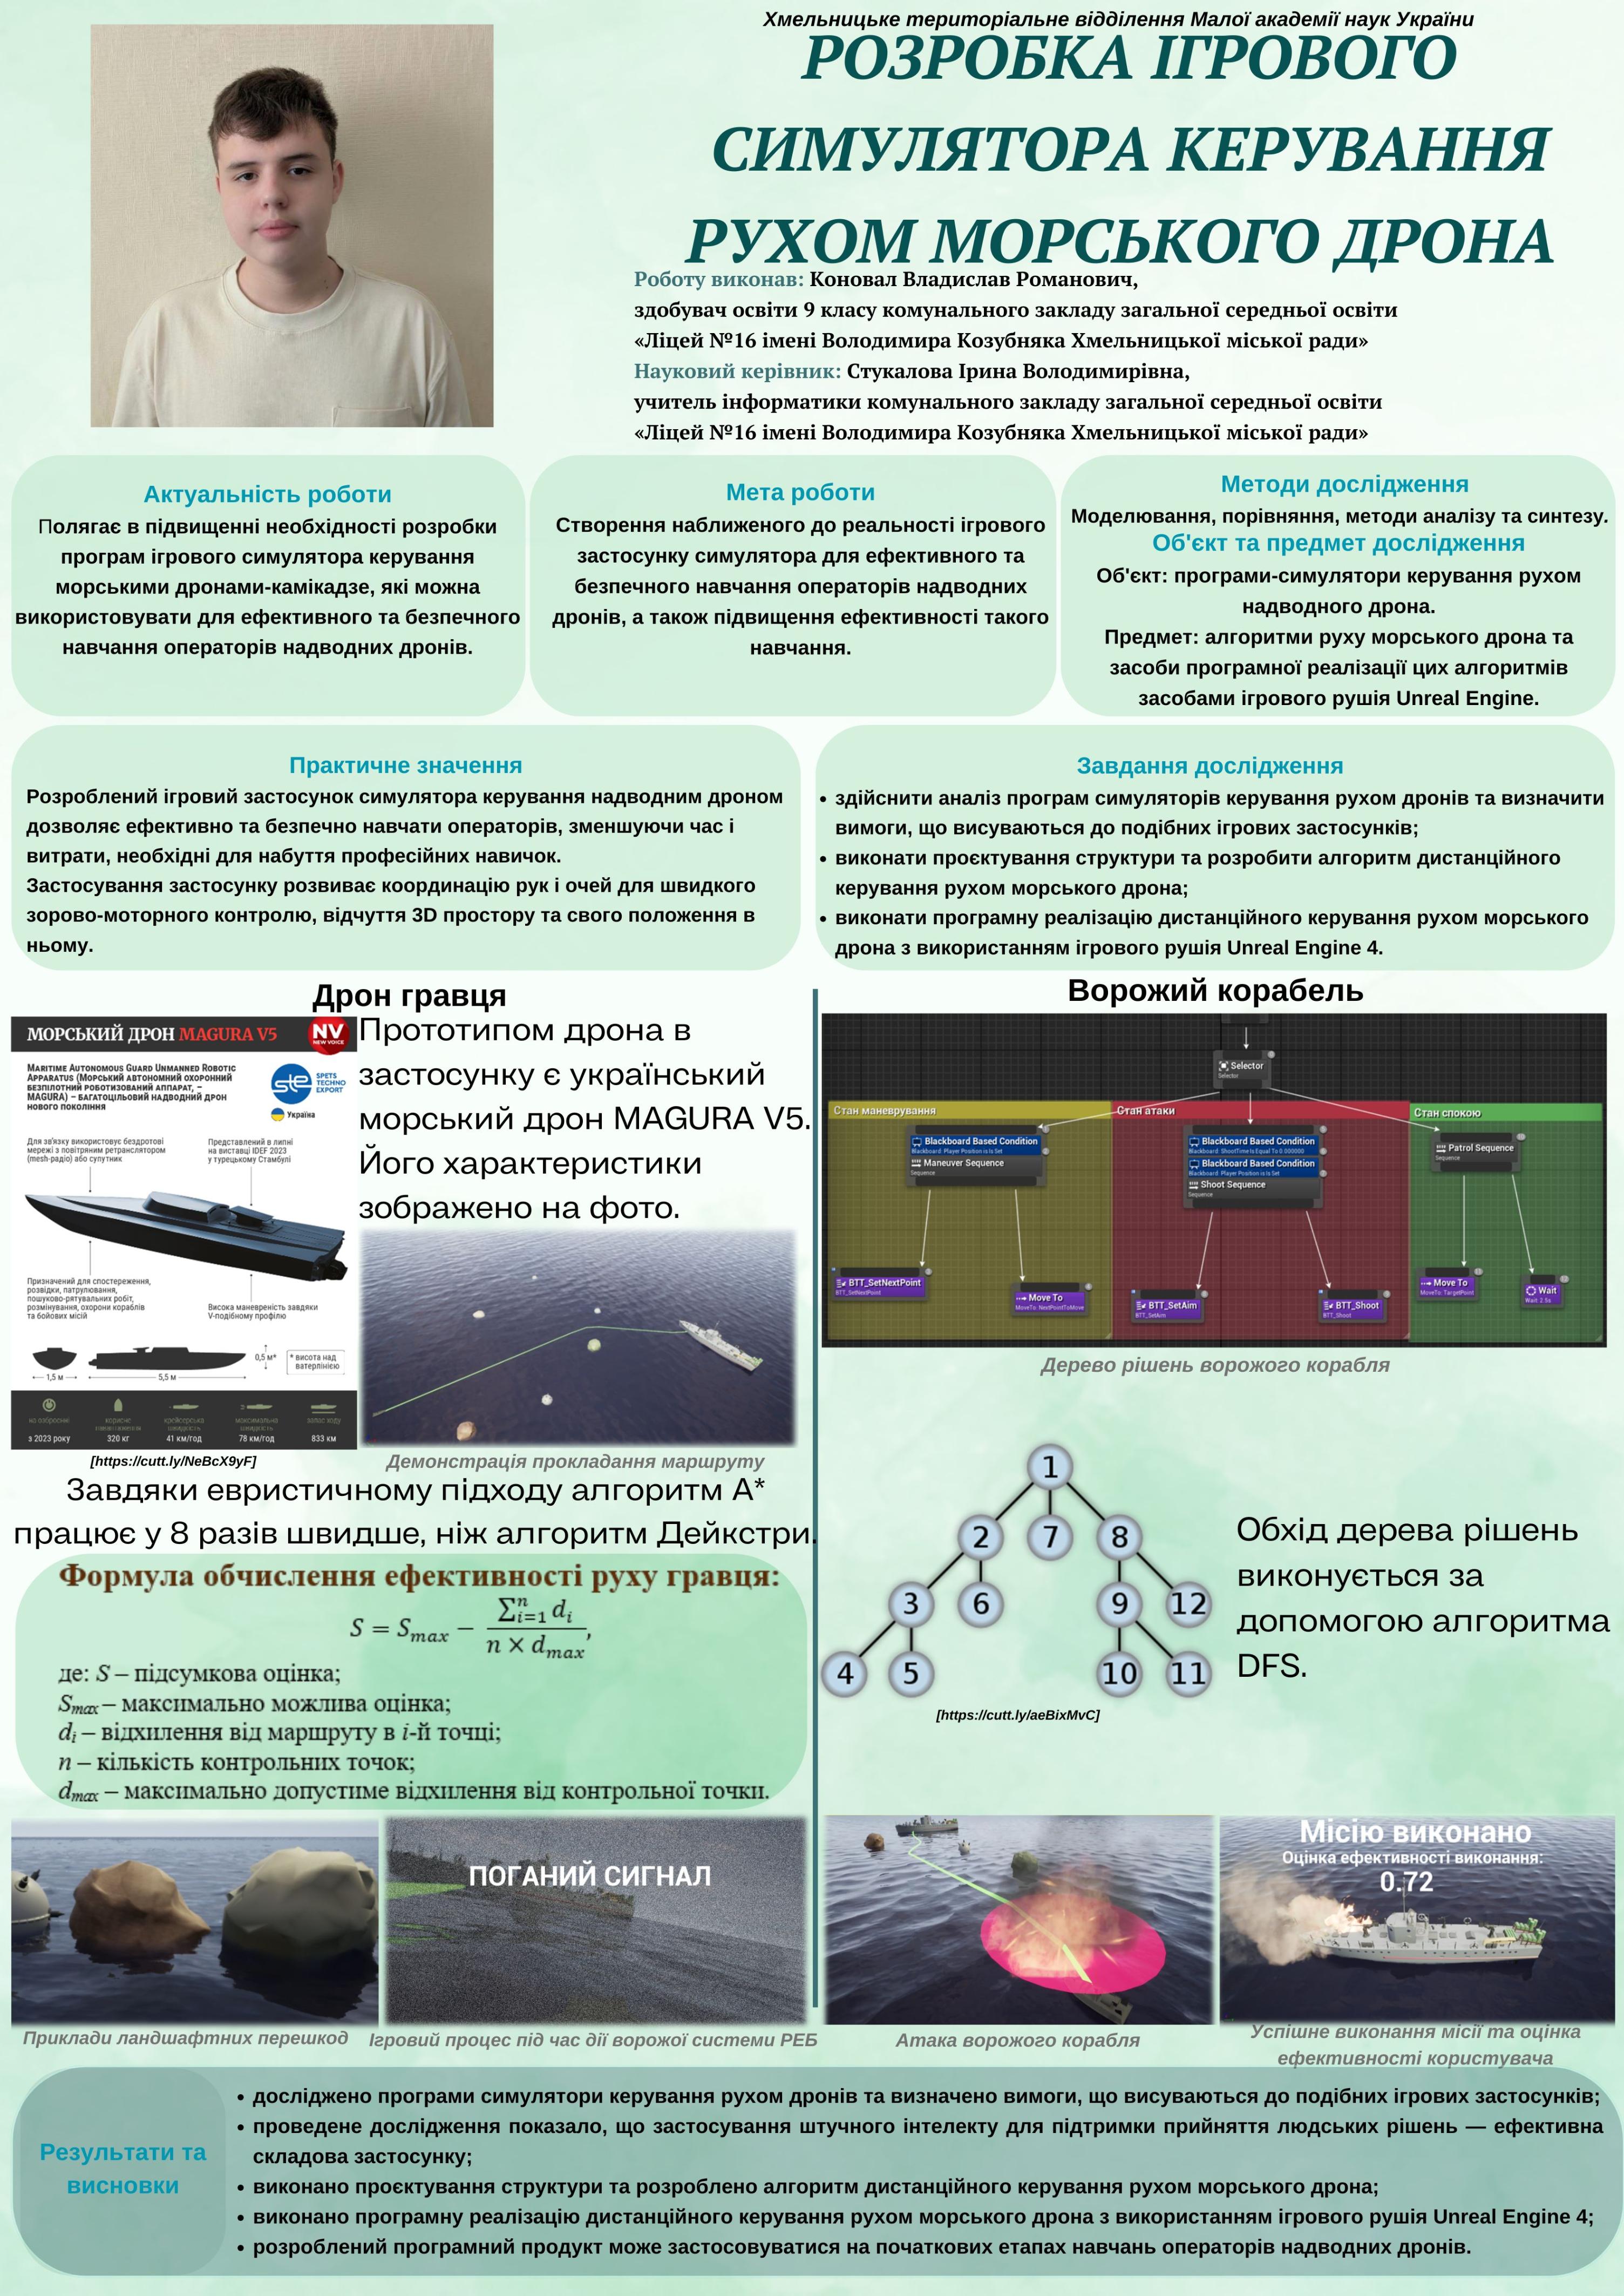 Хмельницьке територіальне відділення Малої академії наук України
РОЗРОБКА ІГРОВОГО
СИМУЛЯТОРА КЕРУВАННЯ
РУХОМ МОРСЬКОГО ДРОНА
Роботу виконав: Коновал Владислав Романович,
здобувач освіти 9 класу комунального закладу загальної середньої освіти
«Ліцей №16 імені Володимира Козубняка Хмельницької міської ради»
Науковий керівник: Стукалова Ірина Володимирівна,
учитель інформатики комунального закладу загальної середньої освіти
«Ліцей №16 імені Володимира Козубняка Хмельницької міської ради»
Актуальність роботи
Полягає в підвищенні необхідності розробки
програм ігрового симулятора керування
морськими дронами-камікадзе, які можна
використовувати для ефективного та безпечного
навчання операторів надводних дронів.
Мета роботи
Створення наближеного до реальності ігрового
застосунку симулятора для ефективного та
безпечного навчання операторів надводних
дронів, а також підвищення ефективності такого
навчання.
Методи дослідження
Моделювання, порівняння, методи аналізу та синтезу.
Об'єкт та предмет дослідження
Об'єкт: програми-симулятори керування рухом
надводного дрона.
Предмет: алгоритми руху морського дрона та
засоби програмної реалізації цих алгоритмів
засобами ігрового рушія Unreal Engine.
Практичне значення
Розроблений ігровий застосунок симулятора керування надводним дроном
дозволяє ефективно та безпечно навчати операторів, зменшуючи час і
витрати, необхідні для набуття професійних навичок.
Застосування застосунку розвиває координацію рук і очей для швидкого
зорово-моторного контролю, відчуття 3D простору та свого положення в
ньому.
Завдання дослідження
• здійснити аналіз програм симуляторів керування рухом дронів та визначити
вимоги, що висуваються до подібних ігрових застосунків;
• виконати проєктування структури та розробити алгоритм дистанційного
керування рухом морського дрона;
• виконати програмну реалізацію дистанційного керування рухом морського
дрона з використанням ігрового рушія Unreal Engine 4.
Дрон гравця
МОРСЬКИЙ ДРОН MAGURA V5
NV
NEW VOICE
MARITIME AUTONOMOUS GUARD UNMANNED ROBOTIC
APPARATUS (МОРСЬКИЙ АВТОНОМНИЙ ОХОРОННИЙ
БЕЗПІЛОТНИЙ РОБОТИЗОВАНИЙ АППАРАТ, –
MAGURA) – БАГАТОЦІЛЬОВИЙ НАДВОДНИЙ ДРОН
НОВОГО ПОКОЛІННЯ
ste
SPETS
TECHNO
EXPORT
Україна
Для зв'язку використовує бездротові
мережі з повітряним ретранслятором
(mesh-радіо) або супутник
Представлений в липні
на виставці IDEF 2023
у турецькому Стамбулі
Призначений для спостереження,
розвідки, патрулювання,
пошуково-рятувальних робіт,
розмінування, охорони кораблів
та бойових місій
Висока маневреність завдяки
V-подібному профілю
1,5 м
5,5 м
0,5 м*
* висота над
ватерлінією
на озброєнні
корисне
крейсерська
швидкість
максимальна
швидкість
запас ходу
з 2023 року
320 кг
41 км/год
78 км/год
833 км
[https://cutt.ly/NeBcX9yF]
Прототипом дрона в
застосунку є український
морський дрон MAGURA V5.
Його характеристики
зображено на фото.
Демонстрація прокладання маршруту
Завдяки евристичному підходу алгоритм А*
працює у 8 разів швидше, ніж алгоритм Дейкстри.
Формула обчислення ефективності руху гравця:
S = Smax − ∑ⁿᵢ₌₁ dᵢ / (n × dmax),
де: S – підсумкова оцінка;
Smax – максимально можлива оцінка;
di – відхилення від маршруту в i-й точці;
n – кількість контрольних точок;
dmax – максимально допустиме відхилення від контрольної точки.
Ворожий корабель
Selector
Selector
Стан маневрування
Стан атаки
Стан спокою
Blackboard Based Condition
Blackboard: Player Position is Is Set
Maneuver Sequence
Sequence
Blackboard Based Condition
Blackboard: ShootTime Is Equal To 0.000000
Blackboard Based Condition
Blackboard: Player Position is Is Set
Shoot Sequence
Sequence
Patrol Sequence
Sequence
BTT_SetNextPoint
BTT_SetNextPoint
Move To
MoveTo: NextPointToMove
BTT_SetAim
BTT_SetAim
BTT_Shoot
BTT_Shoot
Move To
MoveTo: TargetPoint
Wait
Wait: 2.5s
Дерево рішень ворожого корабля
1
2 7 8
3 6 9 12
4 5 10 11
[https://cutt.ly/aeBixMvC]
Обхід дерева рішень
виконується за
допомогою алгоритма
DFS.
ПОГАНИЙ СИГНАЛ
Місію виконано
Оцінка ефективності виконання:
0.72
Приклади ландшафтних перешкод
Ігровий процес під час дії ворожої системи РЕБ
Атака ворожого корабля
Успішне виконання місії та оцінка
ефективності користувача
Результати та
висновки
• досліджено програми симулятори керування рухом дронів та визначено вимоги, що висуваються до подібних ігрових застосунків;
• проведене дослідження показало, що застосування штучного інтелекту для підтримки прийняття людських рішень — ефективна
складова застосунку;
• виконано проєктування структури та розроблено алгоритм дистанційного керування рухом морського дрона;
• виконано програмну реалізацію дистанційного керування рухом морського дрона з використанням ігрового рушія Unreal Engine 4;
• розроблений програмний продукт може застосовуватися на початкових етапах навчань операторів надводних дронів.